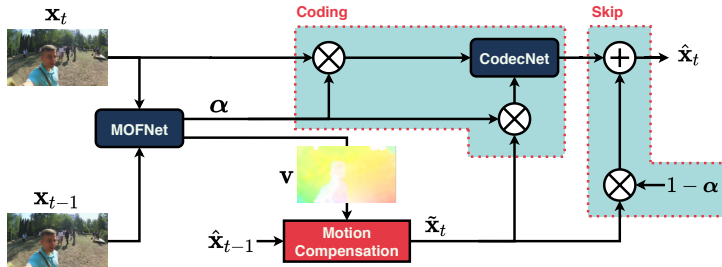 x_t
Coding
Skip
CodecNet
x̂_t
α
MOFNet
v
x_{t−1}
1 − α
x̂_{t−1}
Motion
Compensation
x̃_t